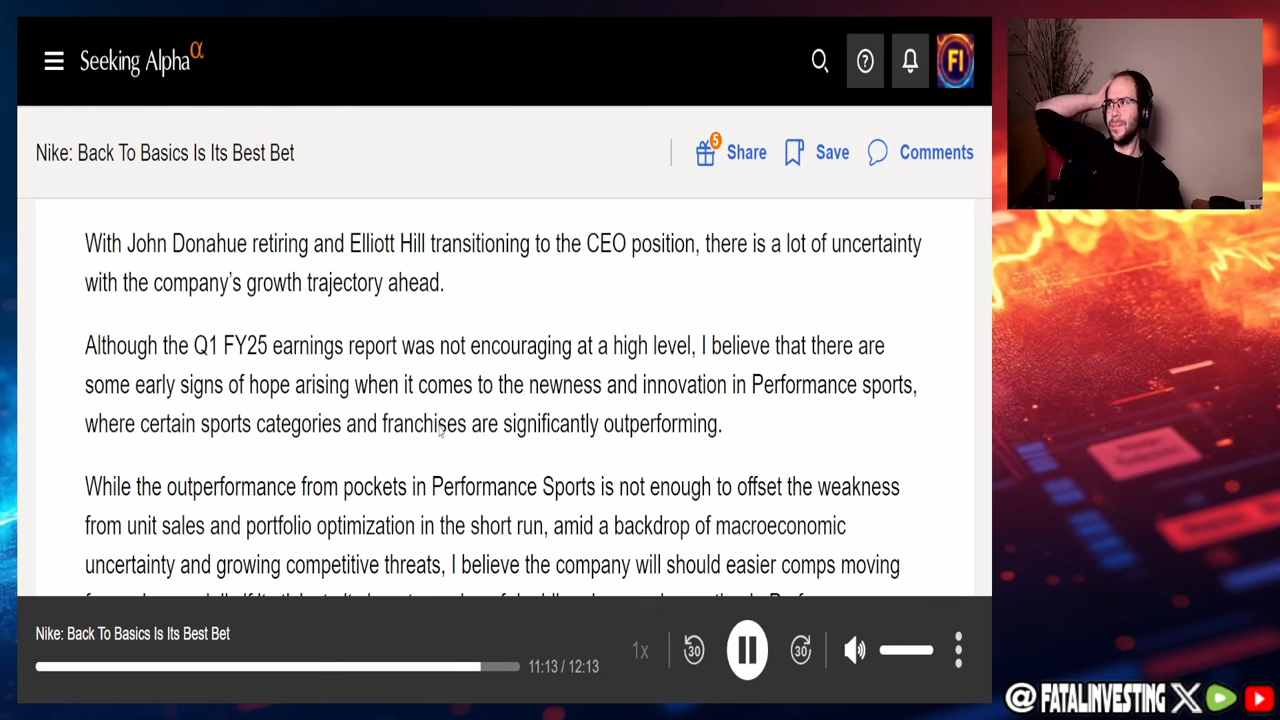 Seeking Alpha α
FI
Nike: Back To Basics Is Its Best Bet
5
Share
Save
Comments
With John Donahue retiring and Elliott Hill transitioning to the CEO position, there is a lot of uncertainty
with the company's growth trajectory ahead.
Although the Q1 FY25 earnings report was not encouraging at a high level, I believe that there are
some early signs of hope arising when it comes to the newness and innovation in Performance sports,
where certain sports categories and franchises are significantly outperforming.
While the outperformance from pockets in Performance Sports is not enough to offset the weakness
from unit sales and portfolio optimization in the short run, amid a backdrop of macroeconomic
uncertainty and growing competitive threats, I believe the company will should easier comps moving
Nike: Back To Basics Is Its Best Bet
11:13 / 12:13
1x
30
30
@FATALINVESTING X